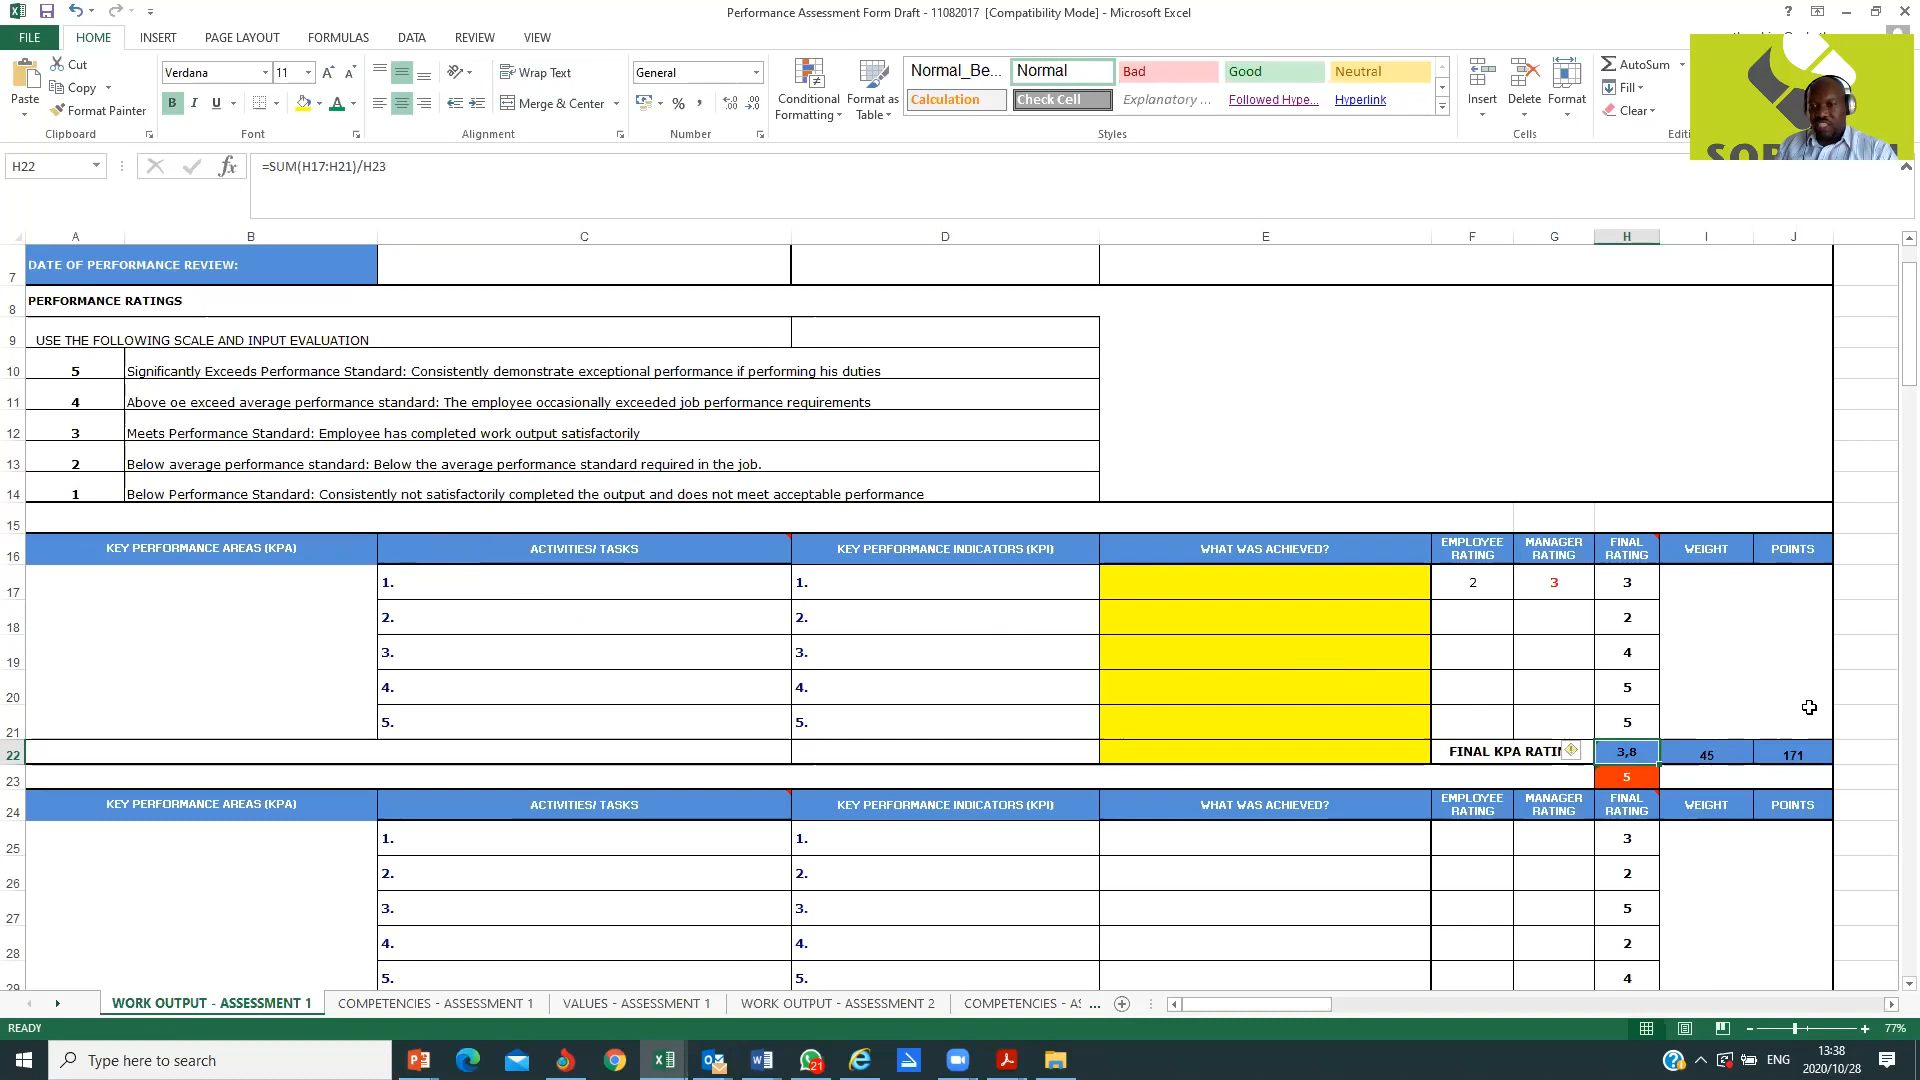 Performance Assessment Form Draft - 11082017 [Compatibility Mode] - Microsoft Excel
FILE HOME INSERT PAGE LAYOUT FORMULAS DATA REVIEW VIEW
Paste
Cut
Copy
Format Painter
Clipboard
Verdana 11
B I U
Font
Wrap Text
Merge & Center
Alignment
General
Number
Conditional Formatting
Format as Table
Normal_Be... Normal Bad Good Neutral
Calculation Check Cell Explanatory ... Followed Hype... Hyperlink
Styles
Insert Delete Format
Cells
AutoSum
Fill
Clear
H22 fx =SUM(H17:H21)/H23
A B C D E F G H I J
7 DATE OF PERFORMANCE REVIEW:
8 PERFORMANCE RATINGS
9 USE THE FOLLOWING SCALE AND INPUT EVALUATION
10 5 Significantly Exceeds Performance Standard: Consistently demonstrate exceptional performance if performing his duties
11 4 Above oe exceed average performance standard: The employee occasionally exceeded job performance requirements
12 3 Meets Performance Standard: Employee has completed work output satisfactorily
13 2 Below average performance standard: Below the average performance standard required in the job.
14 1 Below Performance Standard: Consistently not satisfactorily completed the output and does not meet acceptable performance
15
16 KEY PERFORMANCE AREAS (KPA) ACTIVITIES/ TASKS KEY PERFORMANCE INDICATORS (KPI) WHAT WAS ACHIEVED? EMPLOYEE RATING MANAGER RATING FINAL RATING WEIGHT POINTS
17 1. 1. 2 3 3
18 2. 2. 2
19 3. 3. 4
20 4. 4. 5
21 5. 5. 5
22 FINAL KPA RATIN 3,8 45 171
23 5
24 KEY PERFORMANCE AREAS (KPA) ACTIVITIES/ TASKS KEY PERFORMANCE INDICATORS (KPI) WHAT WAS ACHIEVED? EMPLOYEE RATING MANAGER RATING FINAL RATING WEIGHT POINTS
25 1. 1. 3
26 2. 2. 2
27 3. 3. 5
28 4. 4. 2
29 5. 5. 4
WORK OUTPUT - ASSESSMENT 1 COMPETENCIES - ASSESSMENT 1 VALUES - ASSESSMENT 1 WORK OUTPUT - ASSESSMENT 2 COMPETENCIES - AS ...
READY 77%
Type here to search
21
ENG
13:38
2020/10/28